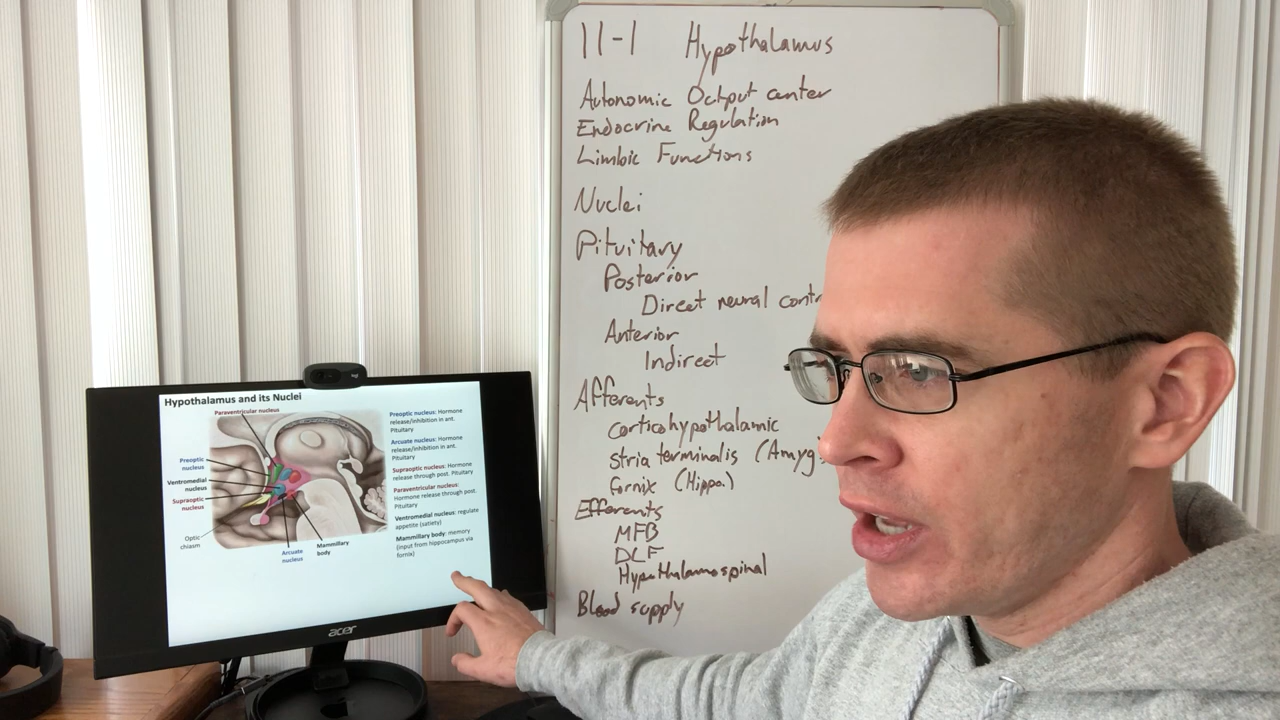 11-1 Hypothalamus
Autonomic Output center
Endocrine Regulation
Limbic Functions
Nuclei
Pituitary
Posterior
Direct neural contr
Anterior
Indirect
Afferents
corticohypothalamic
stria terminalis (Amyg
fornix (Hippo.)
Efferents
MFB
DLF
Hypothalamospinal
Blood supply
Hypothalamus and its Nuclei
Paraventricular nucleus
Preoptic
nucleus
Ventromedial
nucleus
Supraoptic
nucleus
Optic
chiasm
Arcuate
nucleus
Mammillary
body
Preoptic nucleus: Hormone
release/inhibition in ant.
Pituitary
Arcuate nucleus: Hormone
release/inhibition in ant.
Pituitary
Supraoptic nucleus: Hormone
release through post. Pituitary
Paraventricular nucleus:
Hormone release through post.
Pituitary
Ventromedial nucleus: regulate
appetite (satiety)
Mammillary body: memory
(input from hippocampus via
fornix)
acer
logi